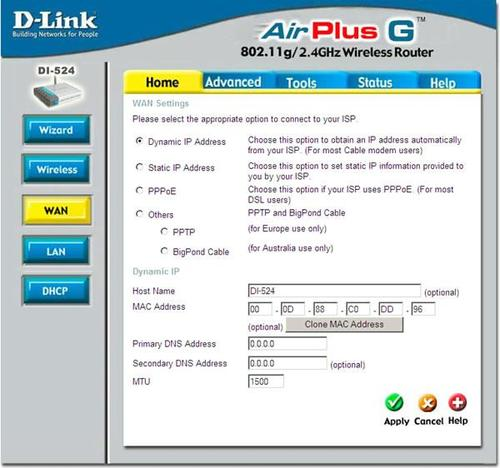 D-Link
Building Networks for People
AirPlus G™
802.11g/2.4GHz Wireless Router
DI-524
Home Advanced Tools Status Help
Wizard
Wireless
WAN
LAN
DHCP
WAN Settings
Please select the appropriate option to connect to your ISP.
Dynamic IP Address Choose this option to obtain an IP address automatically
from your ISP. (For most Cable modem users)
Static IP Address Choose this option to set static IP information provided to
you by your ISP.
PPPoE Choose this option if your ISP uses PPPoE. (For most
DSL users)
Others PPTP and BigPond Cable
PPTP (for Europe use only)
BigPond Cable (for Australia use only)
Dynamic IP
Host Name DI-524 (optional)
MAC Address 00 - 0D - 88 - C0 - DD - 96
(optional) Clone MAC Address
Primary DNS Address 0.0.0.0
Secondary DNS Address 0.0.0.0 (optional)
MTU 1500
Apply Cancel Help